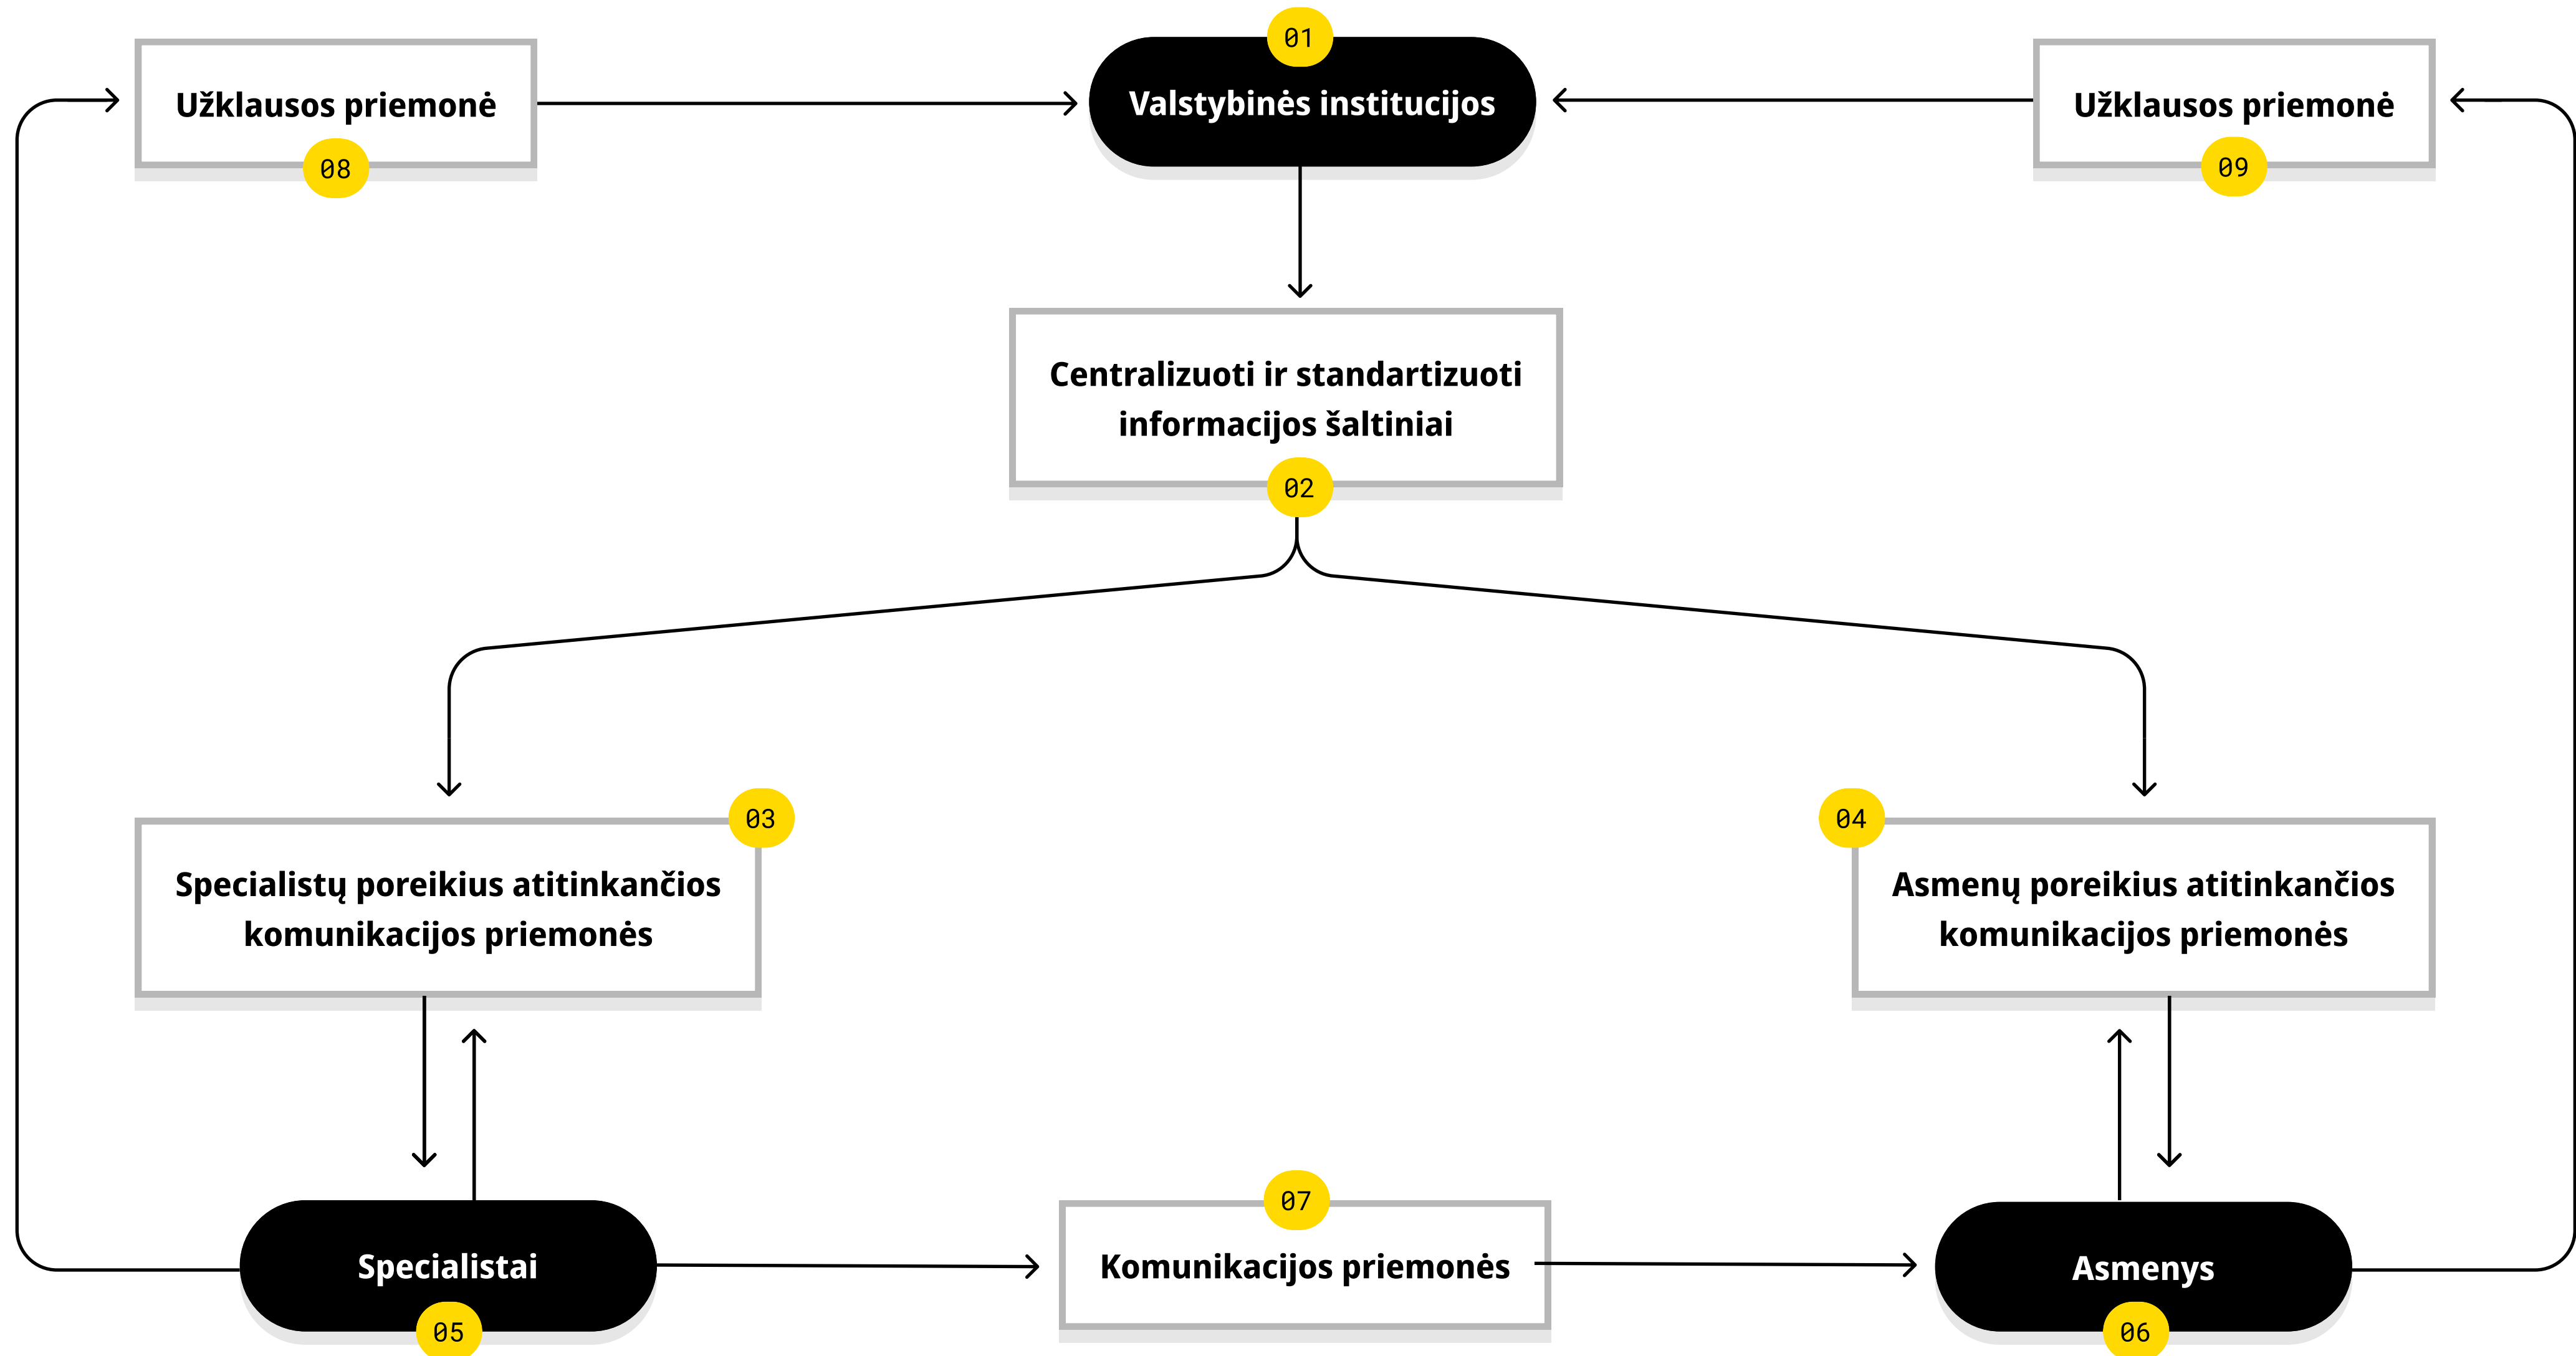 01
Užklausos priemonė
Valstybinės institucijos
Užklausos priemonė
08
09
Centralizuoti ir standartizuoti
informacijos šaltiniai
02
03
04
Specialistų poreikius atitinkančios
komunikacijos priemonės
Asmenų poreikius atitinkančios
komunikacijos priemonės
07
Specialistai
Komunikacijos priemonės
Asmenys
05
06